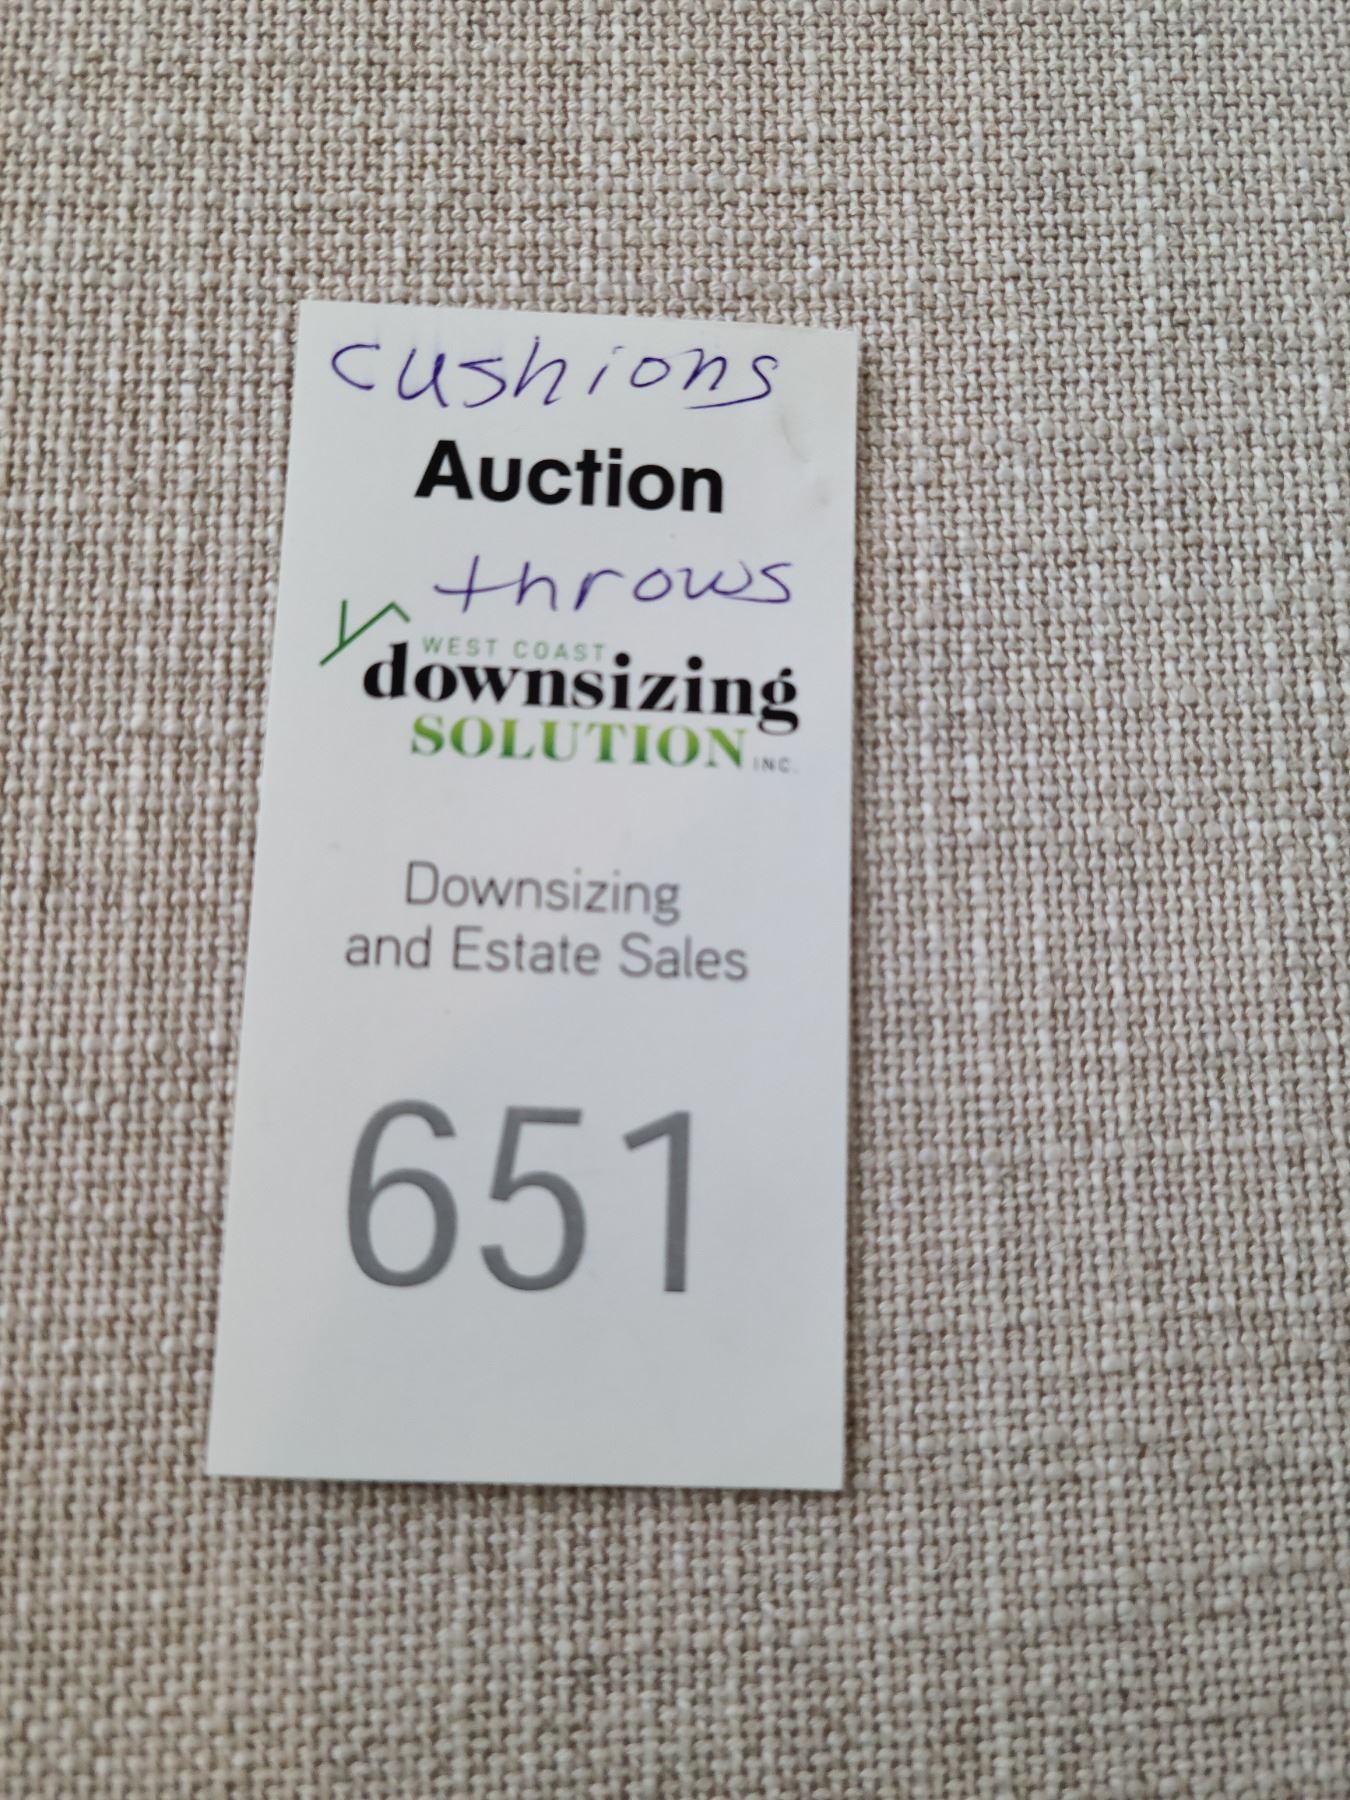 cushions
Auction
throws
WEST COAST
downsizing
SOLUTION INC.
Downsizing
and Estate Sales
651